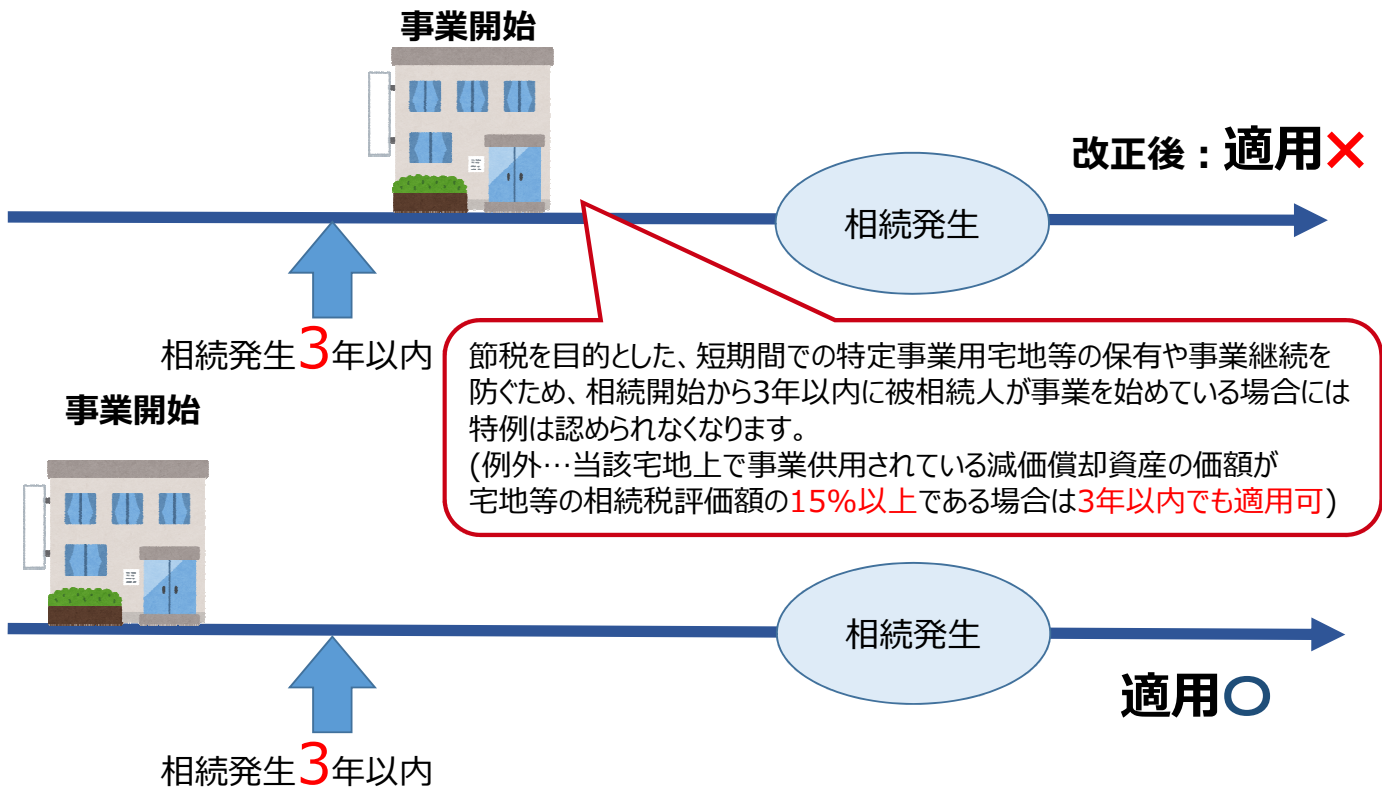 事業開始
改正後：適用×
相続発生
相続発生3年以内
節税を目的とした、短期間での特定事業用宅地等の保有や事業継続を
防ぐため、相続開始から3年以内に被相続人が事業を始めている場合には
特例は認められなくなります。
(例外…当該宅地上で事業供用されている減価償却資産の価額が
宅地等の相続税評価額の15%以上である場合は3年以内でも適用可)
事業開始
相続発生
適用〇
相続発生3年以内